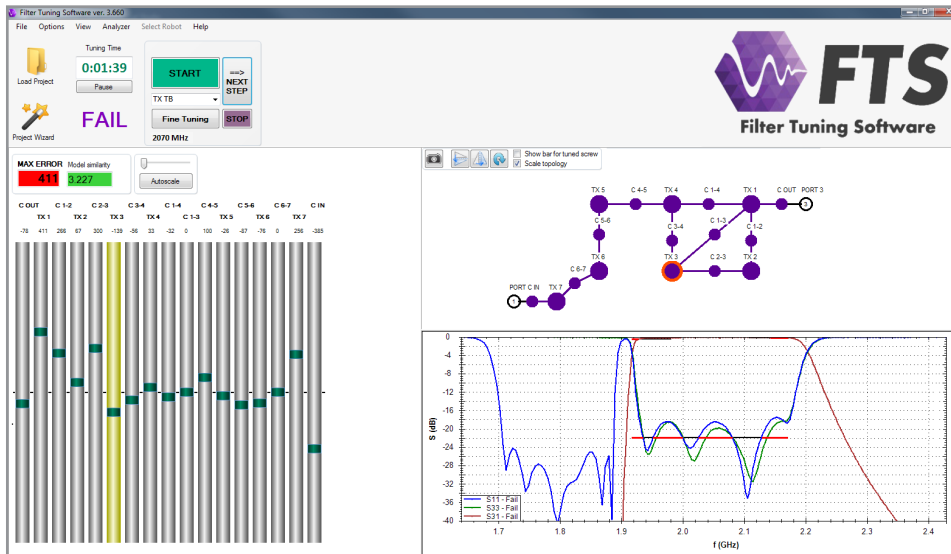 Filter Tuning Software ver. 3.660
File Options View Analyzer Select Robot Help
Load Project
Tuning Time
0:01:39
Pause
START
==>
NEXT
STEP
TX TB
Project Wizard
FAIL
Fine Tuning
STOP
2070 MHz
FTS
Filter Tuning Software
MAX ERROR Model similarity
411 3.227
Autoscale
Show bar for tuned screw
Scale topology
C OUT C 1-2 C 2-3 C 3-4 C 1-4 C 4-5 C 5-6 C 6-7 C IN
TX 1 TX 2 TX 3 TX 4 C 1-3 TX 5 TX 6 TX 7
-76 411 266 67 300 -139 -56 33 -32 0 100 -26 -87 -76 0 256 -385
TX 5 C 4-5 TX 4 C 1-4 TX 1 C OUT PORT 3
3
C 5-6 C 3-4 C 1-3 C 1-2
TX 6 TX 3 C 2-3 TX 2
C 6-7
PORT C IN TX 7
1
0
-4
-8
-12
-16
-20
-24
-28
-32
-36
-40
S (dB)
S11 - Fail
S33 - Fail
S31 - Fail
1.7 1.8 1.9 2.0 2.1 2.2 2.3 2.4
f (GHz)